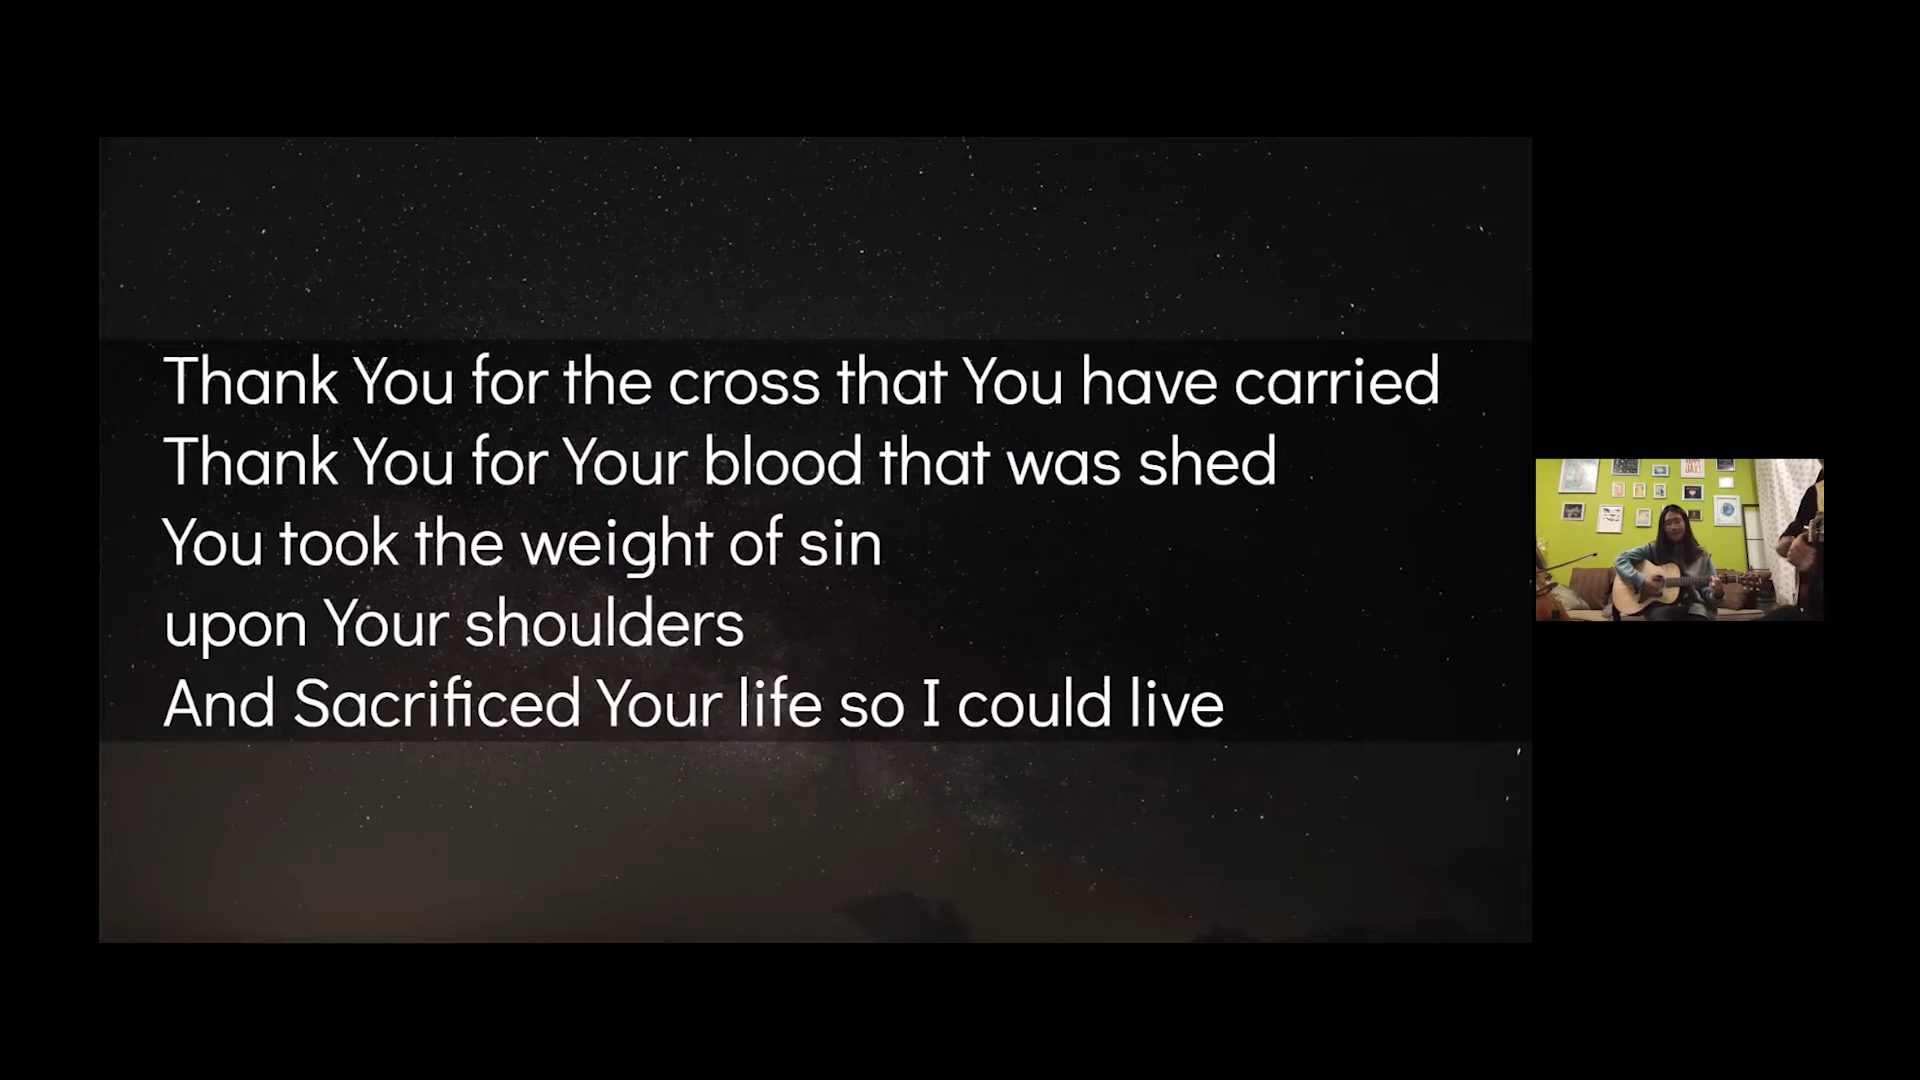 Thank You for the cross that You have carried
Thank You for Your blood that was shed
You took the weight of sin
upon Your shoulders
And Sacrificed Your life so I could live